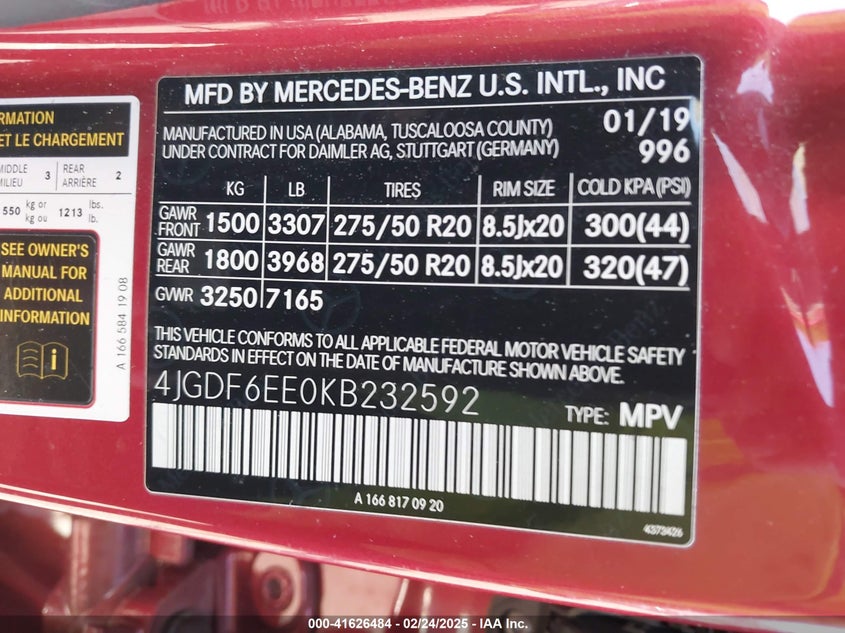 RMATION
ET LE CHARGEMENT
MIDDLE 3 REAR 2
MILIEU ARRIÈRE
550 kg or 1213 lbs.
kg ou lb.
SEE OWNER'S
MANUAL FOR
ADDITIONAL
INFORMATION
A 166 584 19 08
MFD BY MERCEDES-BENZ U.S. INTL., INC
MANUFACTURED IN USA (ALABAMA, TUSCALOOSA COUNTY) 01/19
UNDER CONTRACT FOR DAIMLER AG, STUTTGART (GERMANY) 996
KG LB TIRES RIM SIZE COLD KPA (PSI)
GAWR FRONT 1500 3307 275/50 R20 8.5Jx20 300(44)
GAWR REAR 1800 3968 275/50 R20 8.5Jx20 320(47)
GVWR 3250 7165
THIS VEHICLE CONFORMS TO ALL APPLICABLE FEDERAL MOTOR VEHICLE SAFETY
STANDARDS IN EFFECT ON THE DATE OF MANUFACTURE SHOWN ABOVE.
4JGDF6EE0KB232592
TYPE: MPV
A 166 817 09 20
4373426
000-41626484 - 02/24/2025 - IAA Inc.